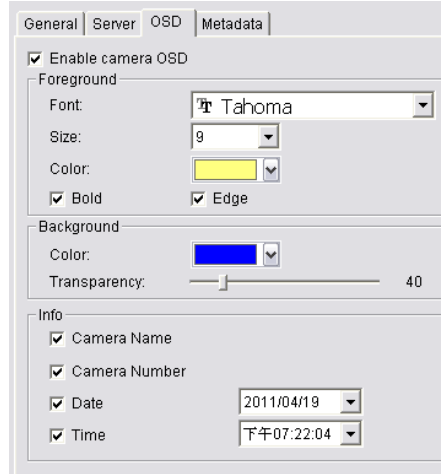 General Server OSD Metadata
Enable camera OSD
Foreground
Font: Tahoma
Size: 9
Color:
Bold Edge
Background
Color:
Transparency: 40
Info
Camera Name
Camera Number
Date 2011/04/19
Time 下午07:22:04